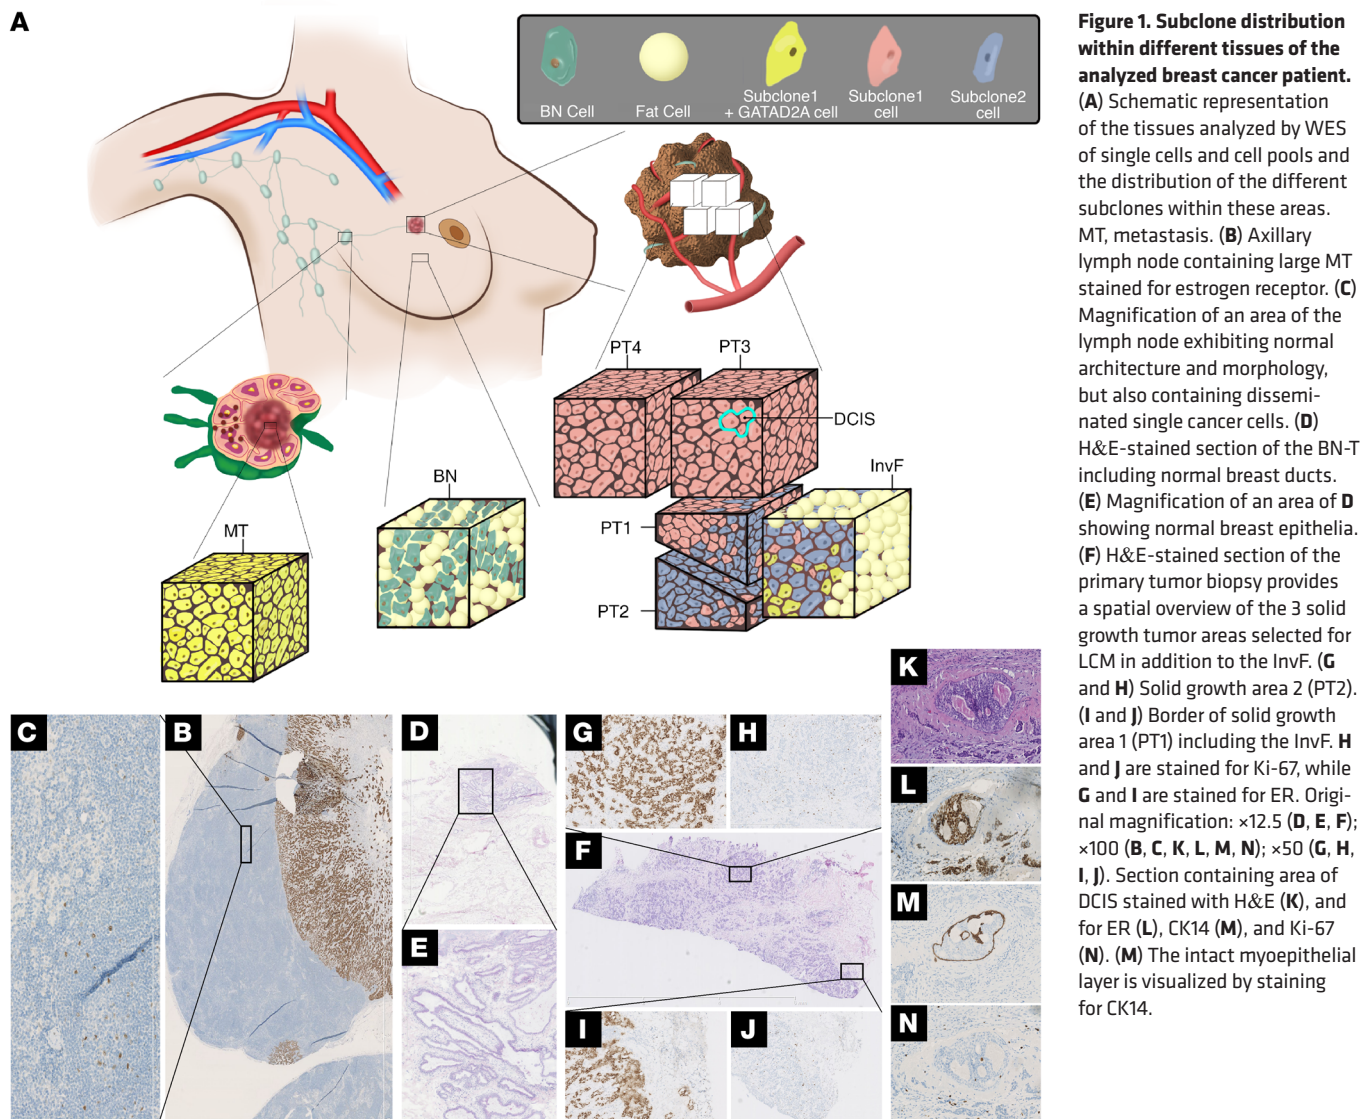 A
BN Cell
Fat Cell
Subclone1
+ GATAD2A cell
Subclone1
cell
Subclone2
cell
PT4
PT3
DCIS
InvF
BN
PT1
MT
PT2
K
C
B
D
G
H
L
F
M
E
I
J
N
Figure 1. Subclone distribution
within different tissues of the
analyzed breast cancer patient.
(A) Schematic representation
of the tissues analyzed by WES
of single cells and cell pools and
the distribution of the different
subclones within these areas.
MT, metastasis. (B) Axillary
lymph node containing large MT
stained for estrogen receptor. (C)
Magnification of an area of the
lymph node exhibiting normal
architecture and morphology,
but also containing dissemi-
nated single cancer cells. (D)
H&E-stained section of the BN-T
including normal breast ducts.
(E) Magnification of an area of D
showing normal breast epithelia.
(F) H&E-stained section of the
primary tumor biopsy provides
a spatial overview of the 3 solid
growth tumor areas selected for
LCM in addition to the InvF. (G
and H) Solid growth area 2 (PT2).
(I and J) Border of solid growth
area 1 (PT1) including the InvF. H
and J are stained for Ki-67, while
G and I are stained for ER. Origi-
nal magnification: ×12.5 (D, E, F);
×100 (B, C, K, L, M, N); ×50 (G, H,
I, J). Section containing area of
DCIS stained with H&E (K), and
for ER (L), CK14 (M), and Ki-67
(N). (M) The intact myoepithelial
layer is visualized by staining
for CK14.